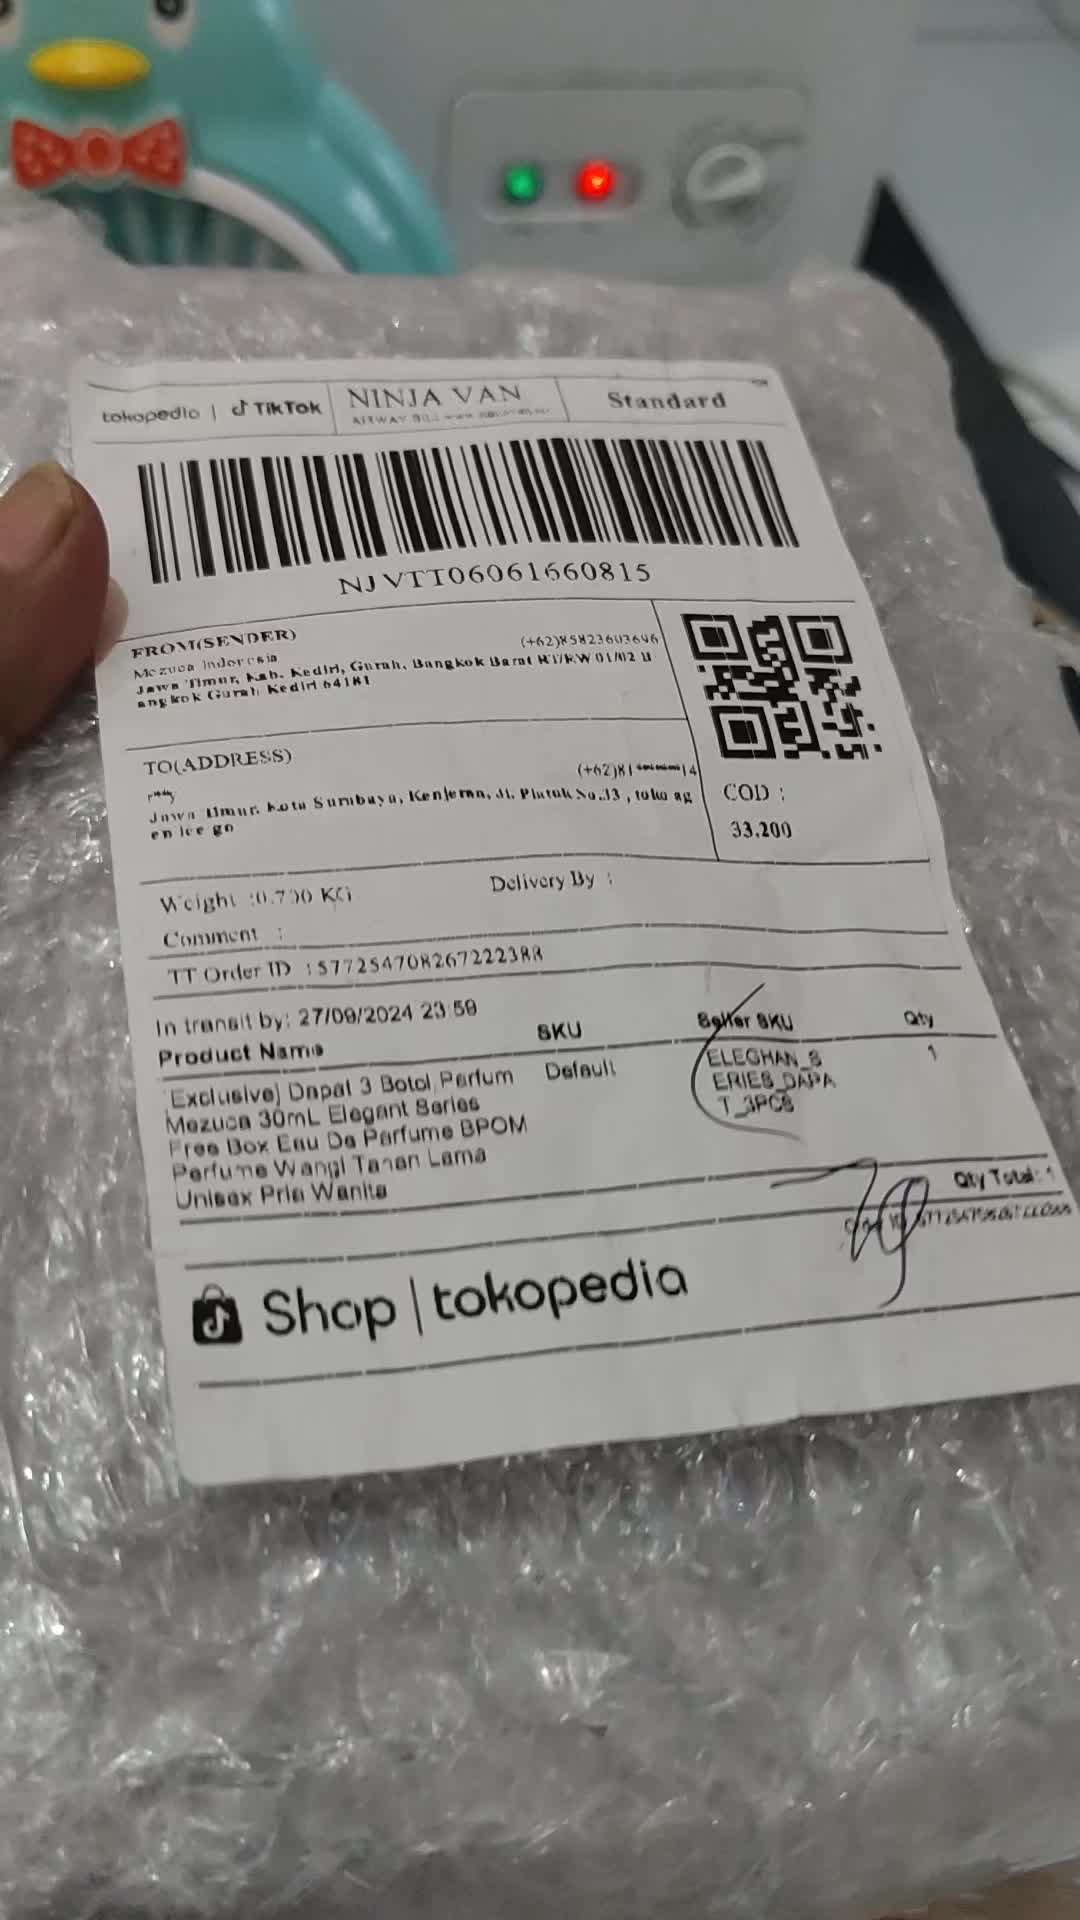 tokopedia | TikTok
NINJA VAN
Standard
NJVTT06061660815
FROM(SENDER)
Mezuca Indonesia
Jawa Timur, Kab. Kediri, Gurah, Bangkok Barat RT/RW 01/02 B
angkok Gurah Kediri 64181
TO(ADDRESS)
(+62)81*******14
Jawa Timur, Kota Surabaya, Kenjeran, Jl. Platuk No.13 , toko ag
en ice go
COD :
33.200
Weight :0.700 KG
Delivery By :
Comment :
TT Order ID : 577254708267222388
In transit by: 27/09/2024 23:59
Product Name SKU Seller SKU Qty
Exclusive] Dapat 3 Botol Parfum Default ELEGHAN_S 1
Mezuca 30mL Elegant Series ERIES_DAPA
Free Box Eau De Parfume BPOM T_3PCS
Perfume Wangi Tahan Lama
Unisex Pria Wanita
Qty Total: 1
Shop | tokopedia